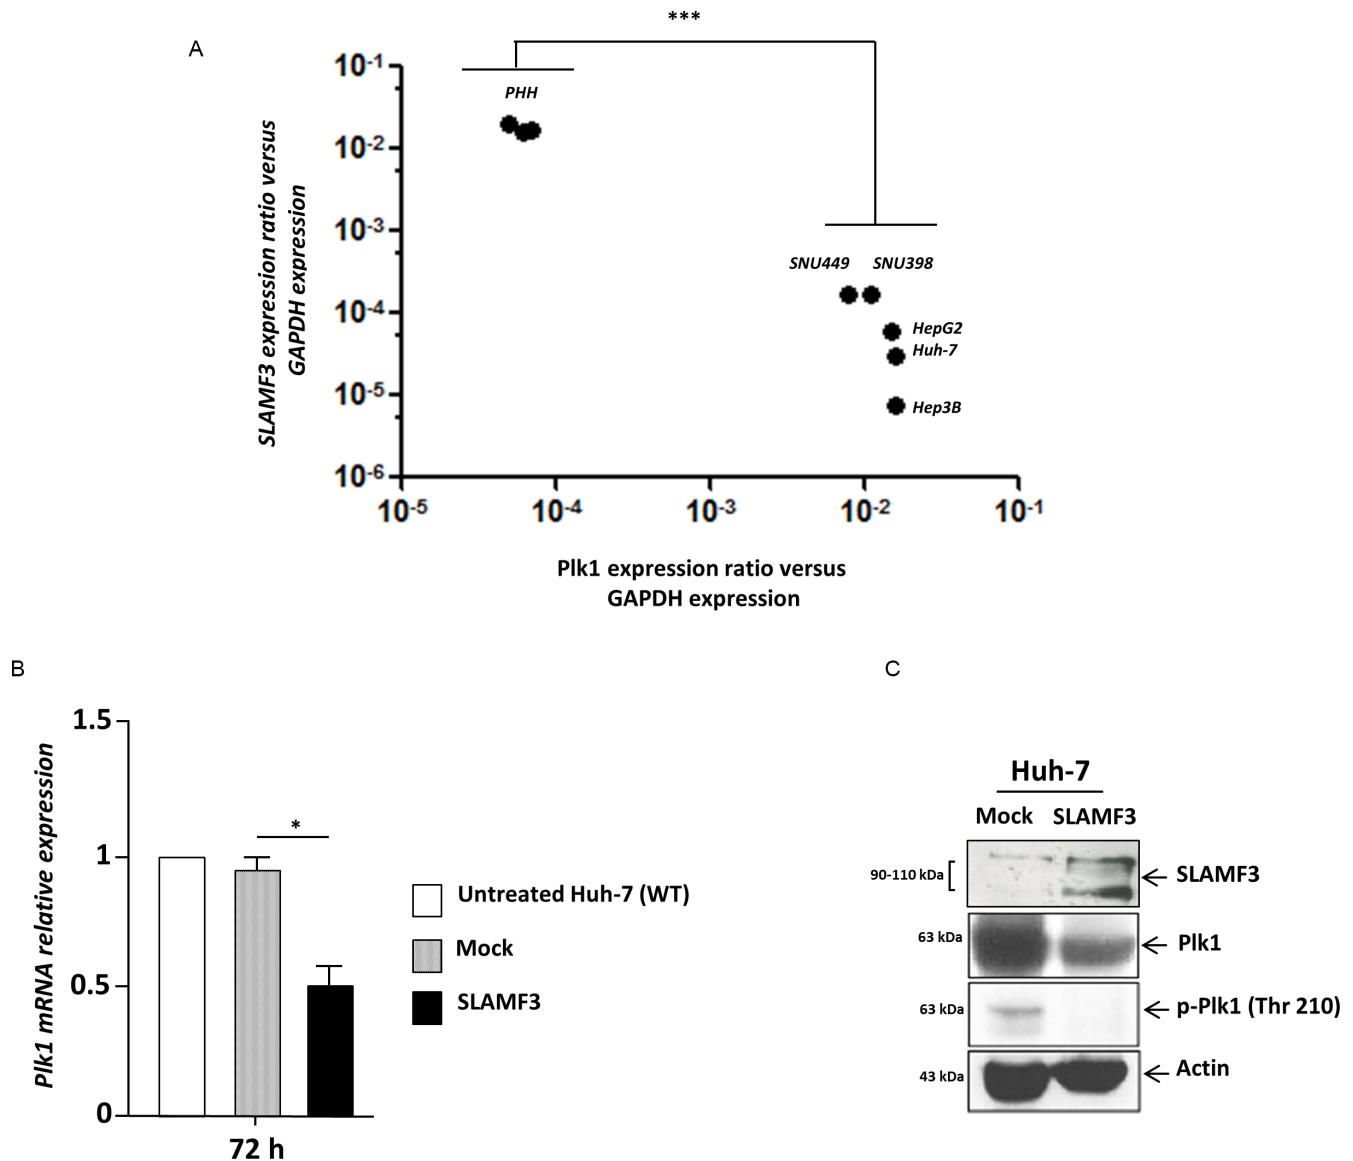 A
***
PHH
10-1
10-2
10-3
10-4
10-5
10-6
SLAMF3 expression ratio versus
GAPDH expression
SNU449 SNU398
HepG2
Huh-7
Hep3B
10-5 10-4 10-3 10-2 10-1
Plk1 expression ratio versus
GAPDH expression
B
Plk1 mRNA relative expression
1.5
1
0.5
0
*
72 h
Untreated Huh-7 (WT)
Mock
SLAMF3
C
Huh-7
Mock SLAMF3
90-110 kDa SLAMF3
63 kDa Plk1
63 kDa p-Plk1 (Thr 210)
43 kDa Actin